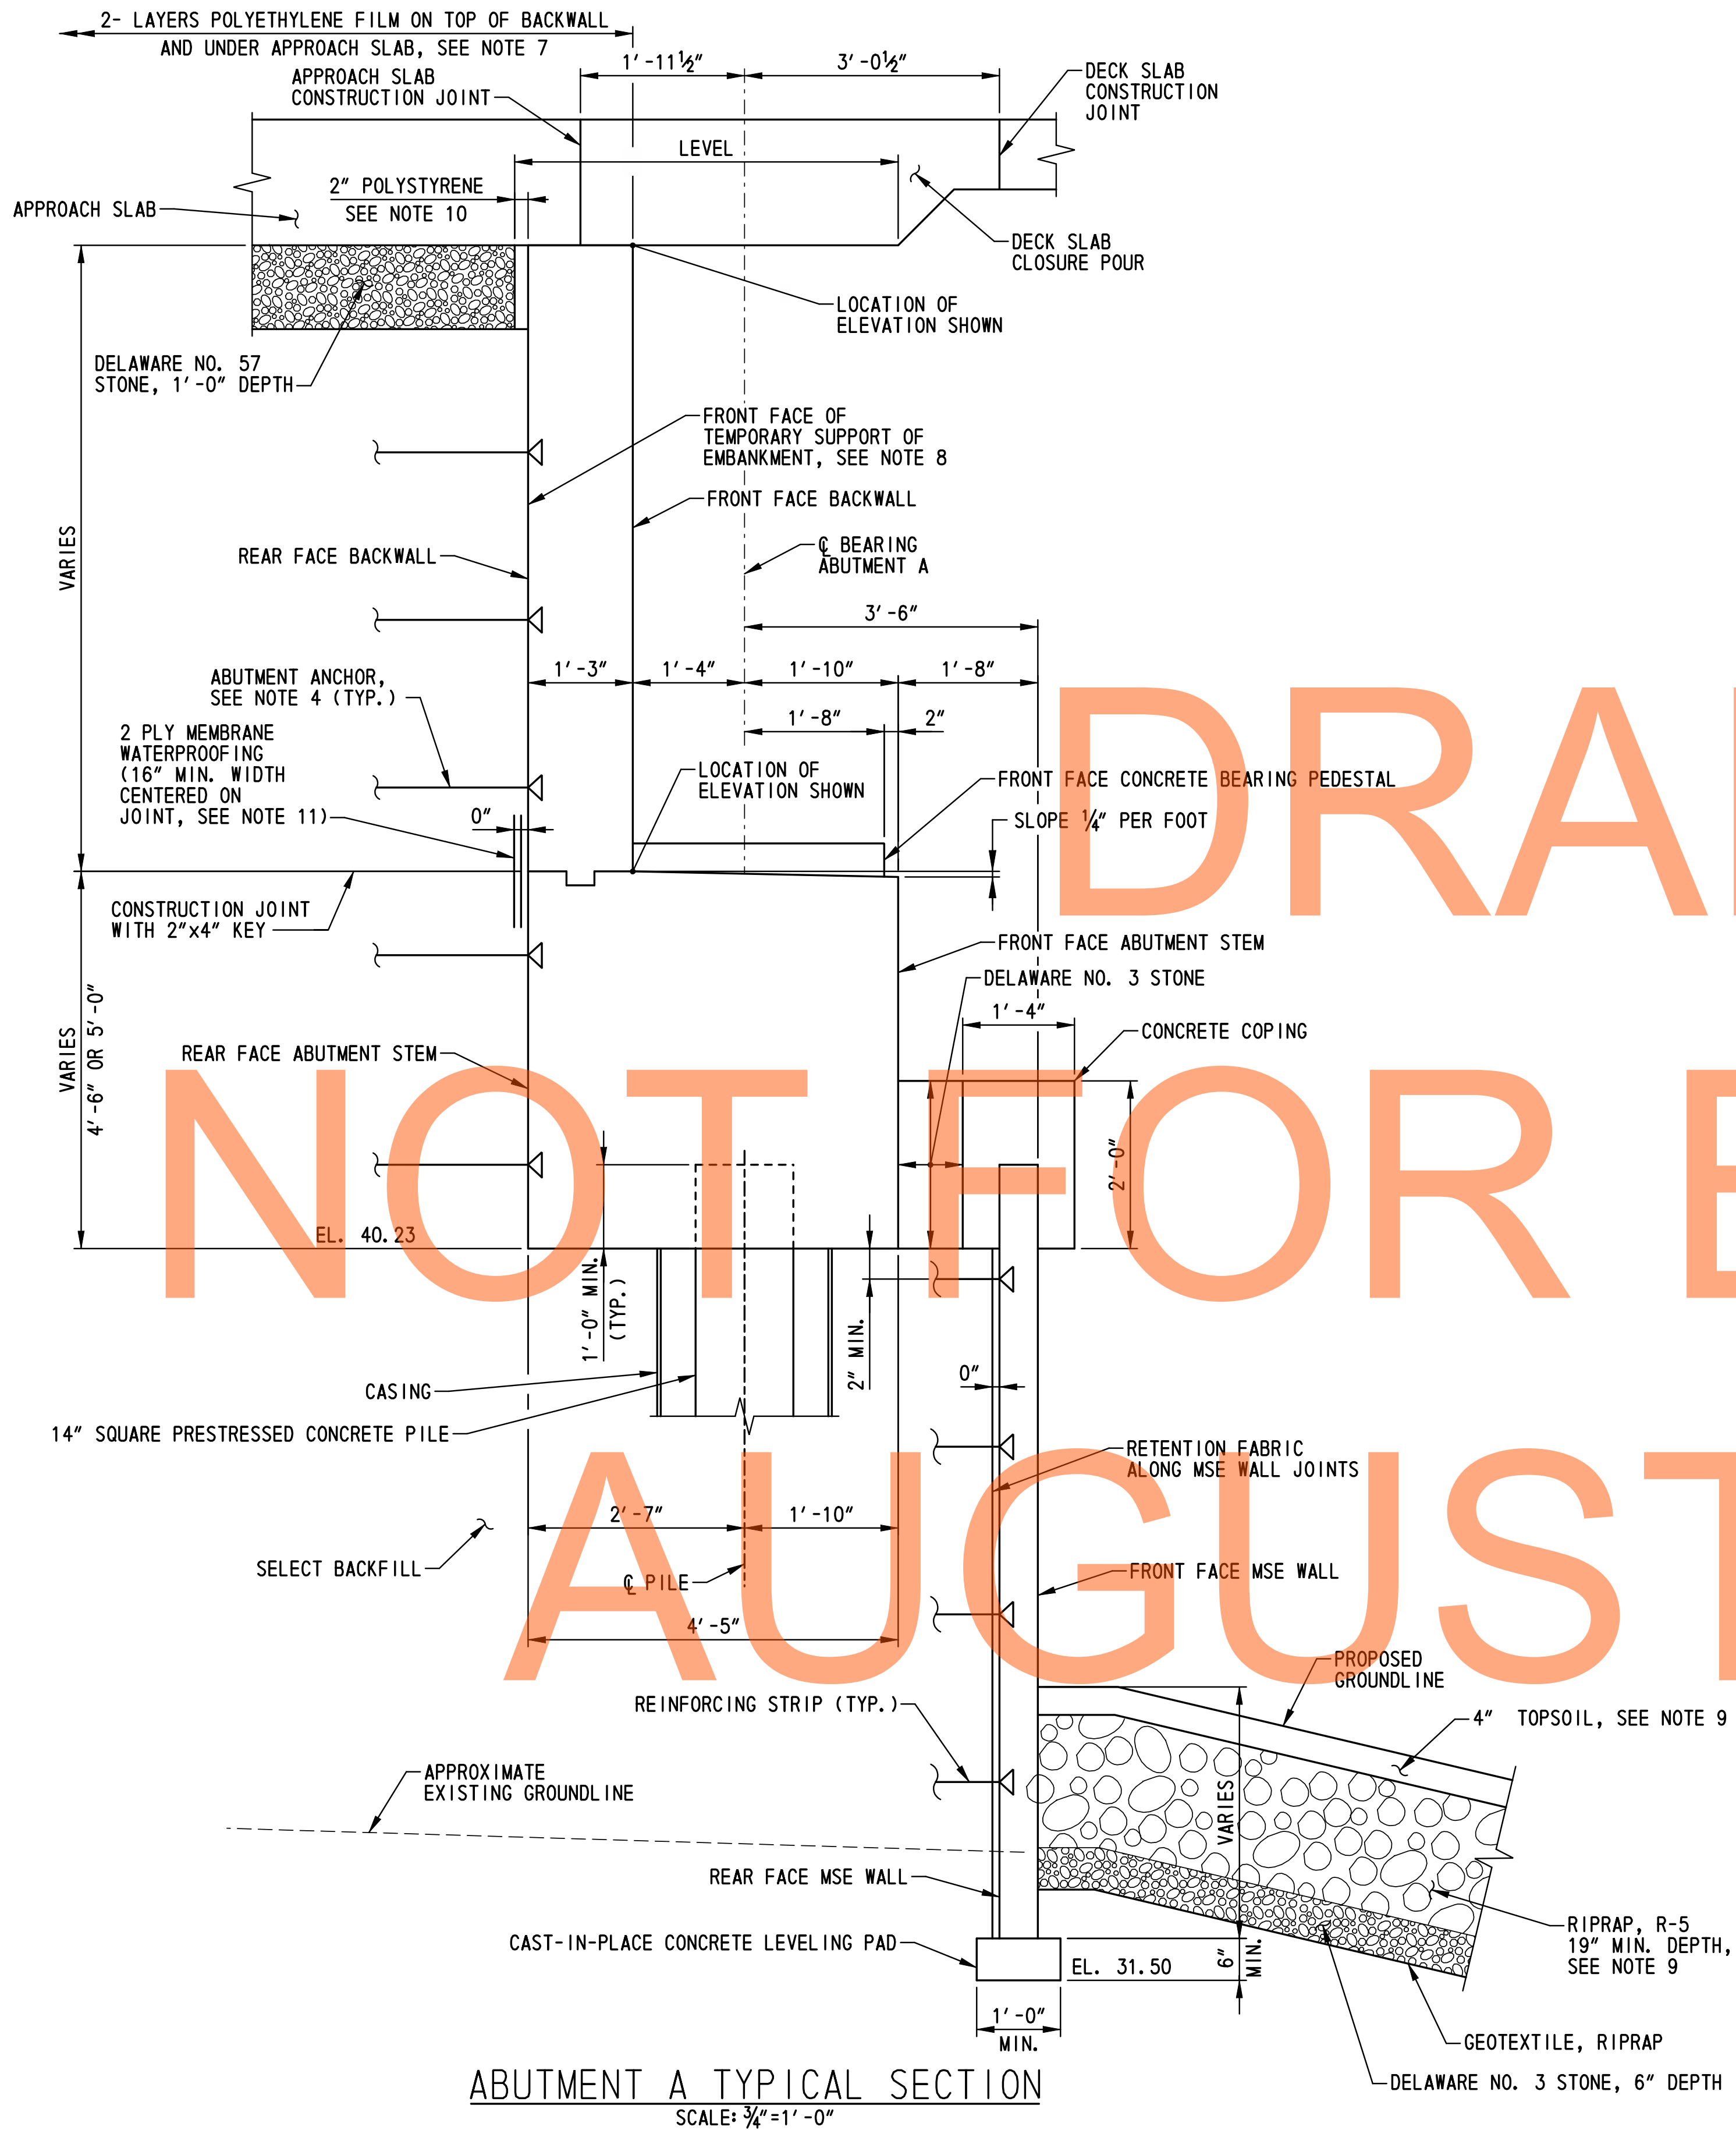 2- LAYERS POLYETHYLENE FILM ON TOP OF BACKWALL
AND UNDER APPROACH SLAB, SEE NOTE 7
1'-11½"
3'-0½"
APPROACH SLAB
CONSTRUCTION JOINT
DECK SLAB
CONSTRUCTION
JOINT
LEVEL
2" POLYSTYRENE
SEE NOTE 10
APPROACH SLAB
DECK SLAB
CLOSURE POUR
LOCATION OF
ELEVATION SHOWN
DELAWARE NO. 57
STONE, 1'-0" DEPTH
FRONT FACE OF
TEMPORARY SUPPORT OF
EMBANKMENT, SEE NOTE 8
FRONT FACE BACKWALL
VARIES
REAR FACE BACKWALL
℄ BEARING
ABUTMENT A
3'-6"
1'-3"
1'-4"
1'-10"
1'-8"
ABUTMENT ANCHOR,
SEE NOTE 4 (TYP.)
1'-8"
2"
2 PLY MEMBRANE
WATERPROOFING
(16" MIN. WIDTH
CENTERED ON
JOINT, SEE NOTE 11)
0"
LOCATION OF
ELEVATION SHOWN
FRONT FACE CONCRETE BEARING PEDESTAL
SLOPE ¼" PER FOOT
CONSTRUCTION JOINT
WITH 2"x4" KEY
FRONT FACE ABUTMENT STEM
DELAWARE NO. 3 STONE
1'-4"
CONCRETE COPING
VARIES
4'-6" OR 5'-0"
REAR FACE ABUTMENT STEM
2'-0"
EL. 40.23
1'-0" MIN.
(TYP.)
2" MIN.
0"
CASING
14" SQUARE PRESTRESSED CONCRETE PILE
RETENTION FABRIC
ALONG MSE WALL JOINTS
2'-7"
1'-10"
SELECT BACKFILL
℄ PILE
FRONT FACE MSE WALL
4'-5"
PROPOSED
GROUNDLINE
REINFORCING STRIP (TYP.)
4" TOPSOIL, SEE NOTE 9
APPROXIMATE
EXISTING GROUNDLINE
VARIES
REAR FACE MSE WALL
CAST-IN-PLACE CONCRETE LEVELING PAD
EL. 31.50
6"
MIN.
RIPRAP, R-5
19" MIN. DEPTH,
SEE NOTE 9
1'-0"
MIN.
GEOTEXTILE, RIPRAP
DELAWARE NO. 3 STONE, 6" DEPTH
ABUTMENT A TYPICAL SECTION
SCALE: ¾"=1'-0"
NOT FOR
AUGUST